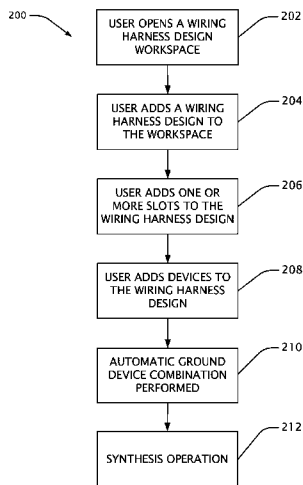 200
USER OPENS A WIRING
HARNESS DESIGN
WORKSPACE
202
USER ADDS A WIRING
HARNESS DESIGN TO
THE WORKSPACE
204
USER ADDS ONE OR
MORE SLOTS TO THE
WIRING HARNESS DESIGN
206
USER ADDS DEVICES TO
THE WIRING HARNESS
DESIGN
208
AUTOMATIC GROUND
DEVICE COMBINATION
PERFORMED
210
SYNTHESIS OPERATION
212